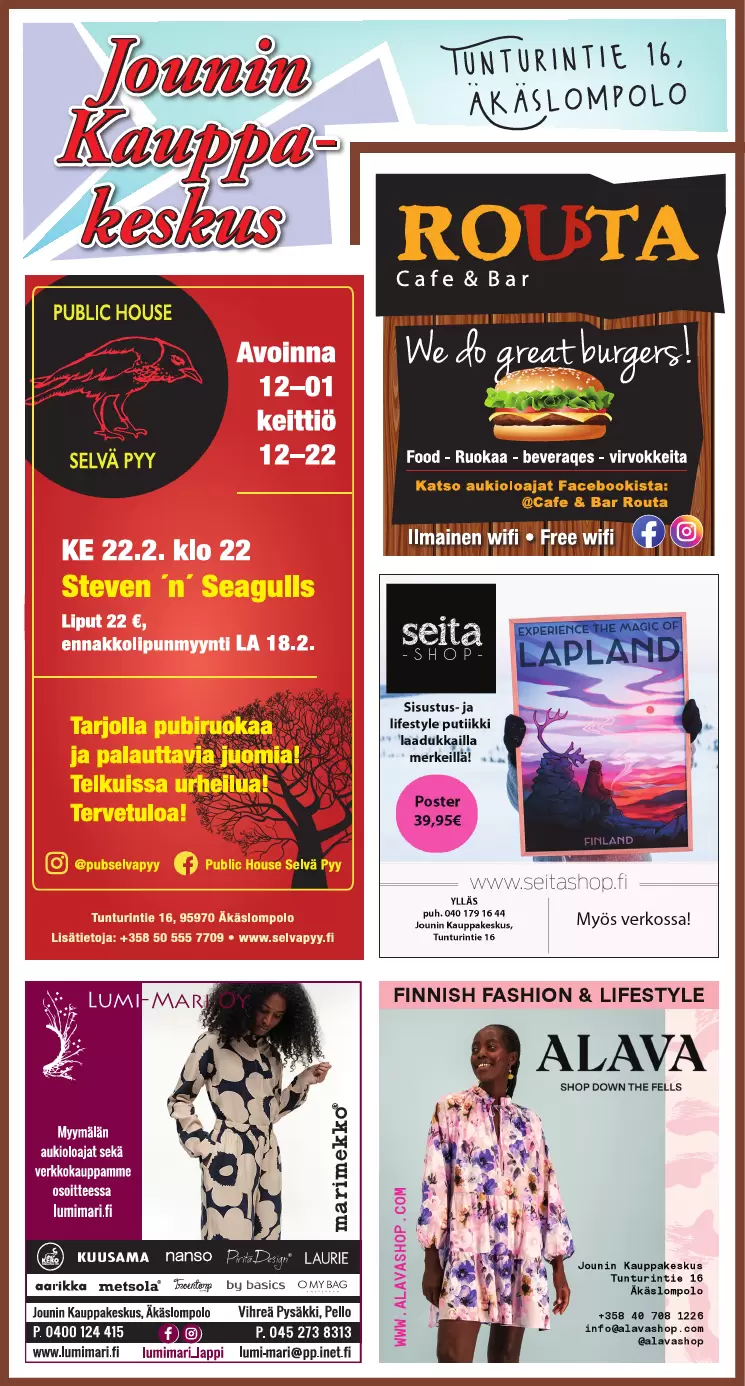 Jounin
Kauppa-
keskus
TUNTURINTIE 16,
ÄKÄSLOMPOLO
ROUTA
Cafe & Bar
We do great burgers!
Food - Ruokaa - beveraqes - virvokkeita
Katso aukioloajat Facebookista:
@Cafe & Bar Routa
Ilmainen wifi • Free wifi
PUBLIC HOUSE
SELVÄ PYY
Avoinna
12–01
keittiö
12–22
KE 22.2. klo 22
Steven ´n´ Seagulls
Liput 22 €,
ennakkolipunmyynti LA 18.2.
Tarjolla pubiruokaa
ja palauttavia juomia!
Telkuissa urheilua!
Tervetuloa!
@pubselvapyy Public House Selvä Pyy
Tunturintie 16, 95970 Äkäslompolo
Lisätietoja: +358 50 555 7709 • www.selvapyy.fi
seita
- SHOP -
Sisustus- ja
lifestyle putiikki
laadukkailla
merkeillä!
Poster
39,95€
EXPERIENCE THE MAGIC OF
LAPLAND
FINLAND
www.seitashop.fi
YLLÄS
puh. 040 179 16 44
Jounin Kauppakeskus,
Tunturintie 16
Myös verkossa!
LUMI-MARI OY
Myymälän
aukioloajat sekä
verkkokauppamme
osoitteessa
lumimari.fi
marimekko®
KEKO KUUSAMA nanso PiritaDesign® LAURIE
aarikka metsola® Treentorp by basics O MY BAG
Jounin Kauppakeskus, Äkäslompolo Vihreä Pysäkki, Pello
P. 0400 124 415 P. 045 273 8313
www.lumimari.fi lumimari_lappi lumi-mari@pp.inet.fi
FINNISH FASHION & LIFESTYLE
ALAVA
SHOP DOWN THE FELLS
WWW.ALAVASHOP.COM
Jounin Kauppakeskus
Tunturintie 16
Äkäslompolo
+358 40 708 1226
info@alavashop.com
@alavashop